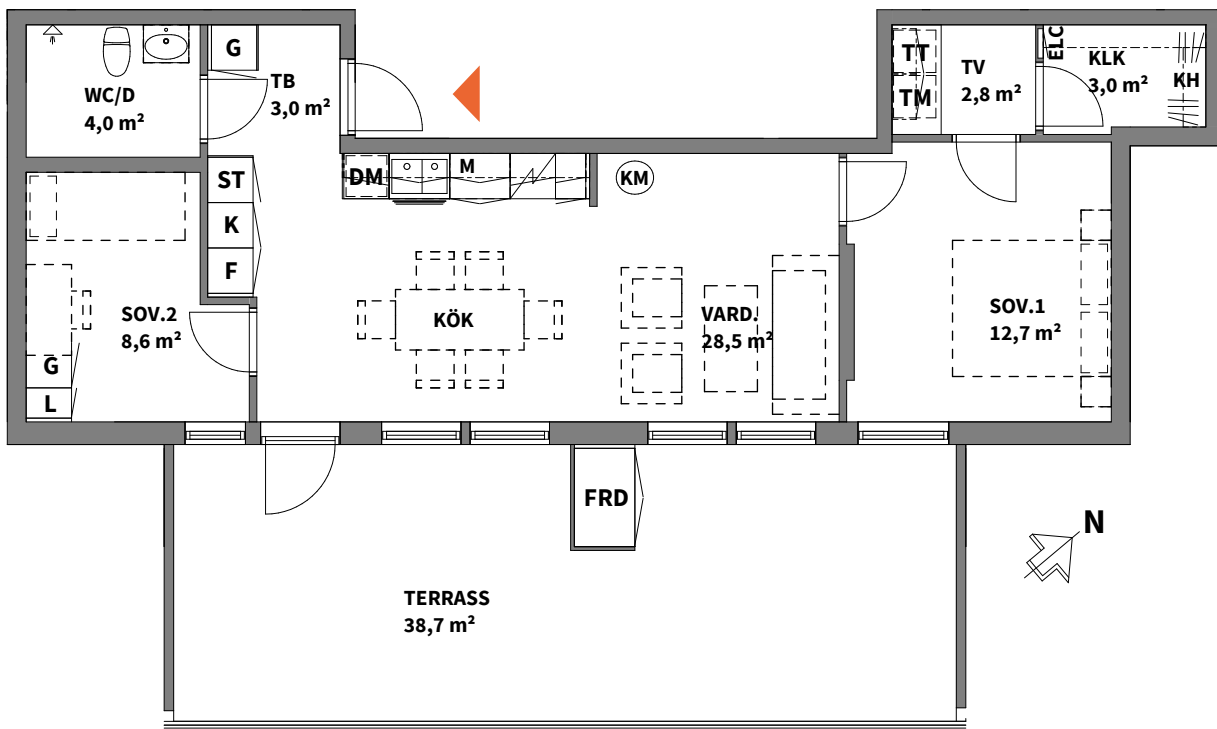 G
TB
3,0 m²
WC/D
4,0 m²
TT
TM
TV
2,8 m²
ELC
KLK
3,0 m²
KH
ST
K
F
DM
M
KM
SOV.2
8,6 m²
G
L
KÖK
VARD.
28,5 m²
SOV.1
12,7 m²
FRD
N
TERRASS
38,7 m²